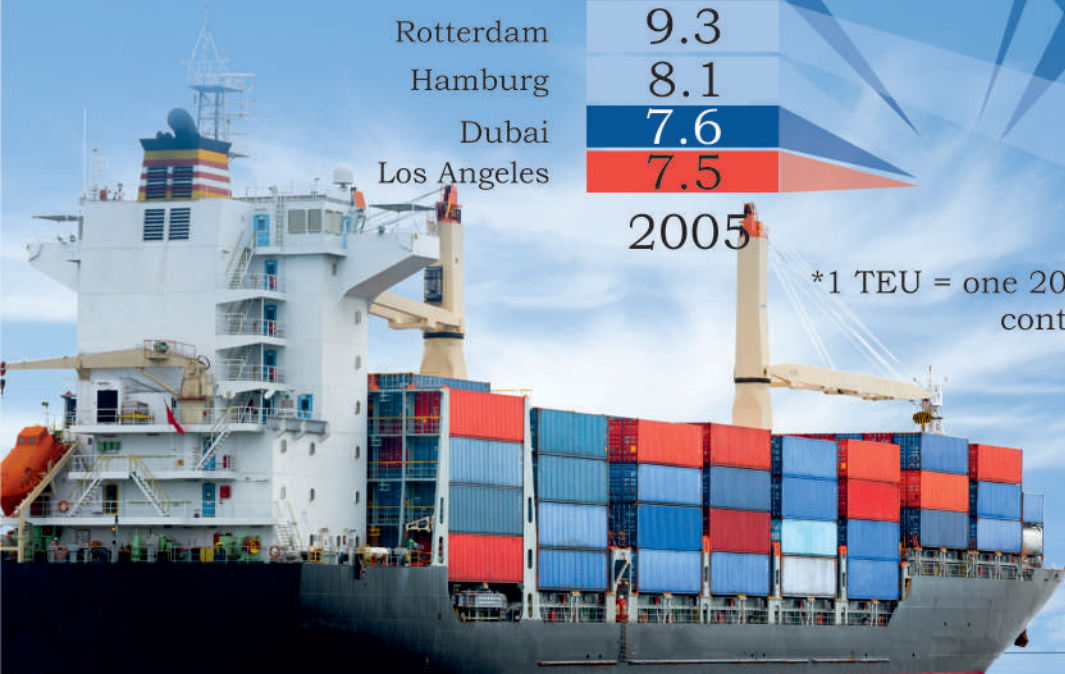 Rotterdam 9.3
Hamburg 8.1
Dubai 7.6
Los Angeles 7.5
2005
*1 TEU = one 20
cont